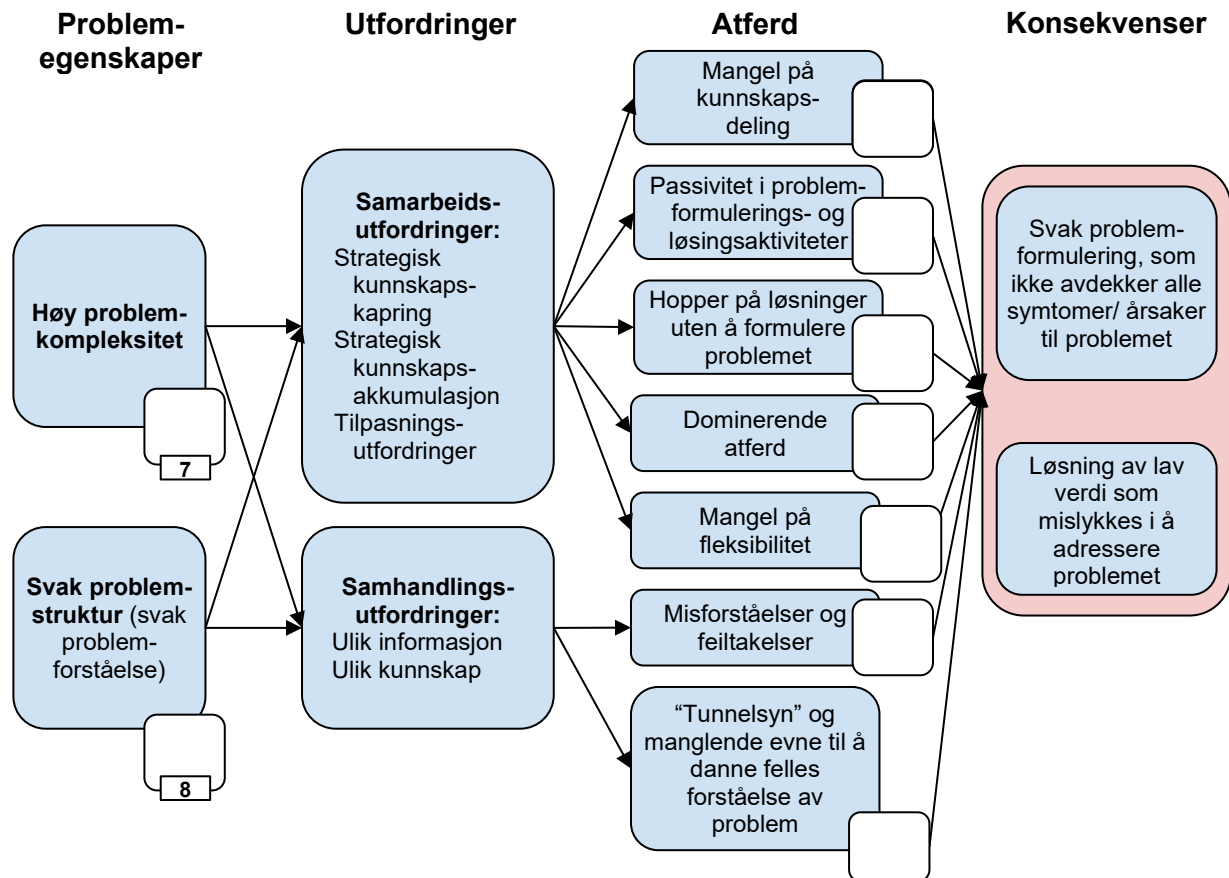 Problem-
egenskaper
Utfordringer
Atferd
Konsekvenser
Høy problem-
kompleksitet
7
Svak problem-
struktur (svak
problem-
forståelse)
8
Samarbeids-
utfordringer:
Strategisk
kunnskaps-
kapring
Strategisk
kunnskaps-
akkumulasjon
Tilpasnings-
utfordringer
Samhandlings-
utfordringer:
Ulik informasjon
Ulik kunnskap
Mangel på
kunnskaps-
deling
Passivitet i problem-
formulerings- og
løsingsaktiviteter
Hopper på løsninger
uten å formulere
problemet
Dominerende
atferd
Mangel på
fleksibilitet
Misforståelser og
feiltakelser
“Tunnelsyn” og
manglende evne til å
danne felles
forståelse av
problem
Svak problem-
formulering, som
ikke avdekker alle
symtomer/ årsaker
til problemet
Løsning av lav
verdi som
mislykkes i å
adressere
problemet